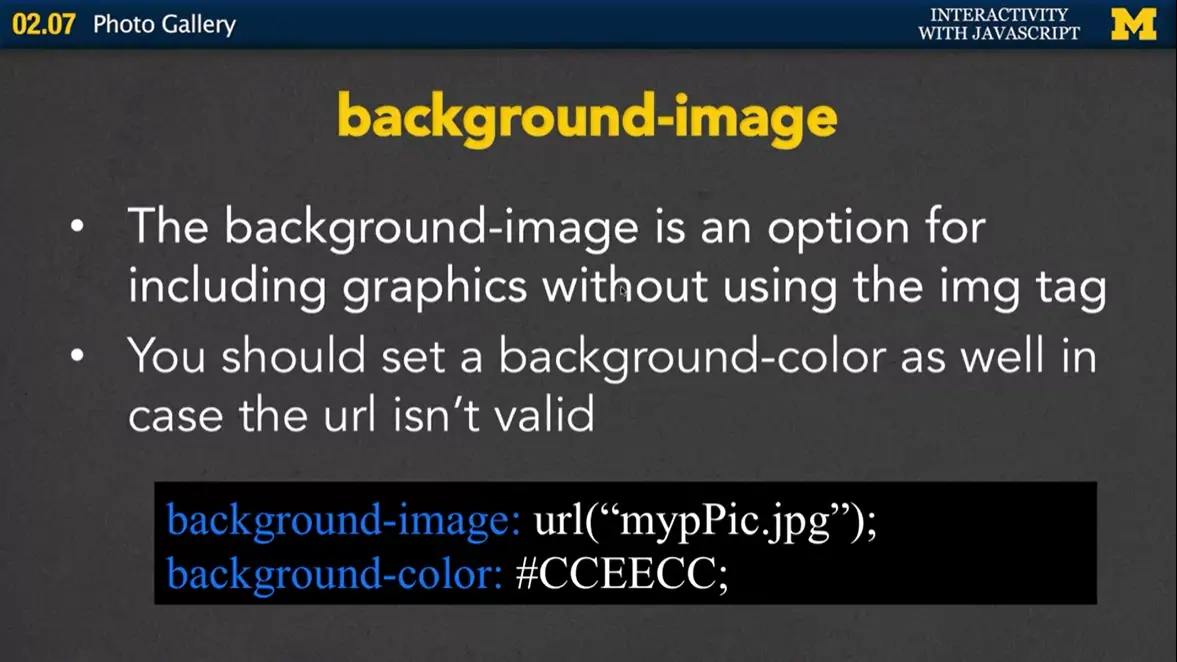 02.07 Photo Gallery
INTERACTIVITY
WITH JAVASCRIPT
M
background-image
• The background-image is an option for
including graphics without using the img tag
• You should set a background-color as well in
case the url isn’t valid
background-image: url(“mypPic.jpg”);
background-color: #CCEECC;